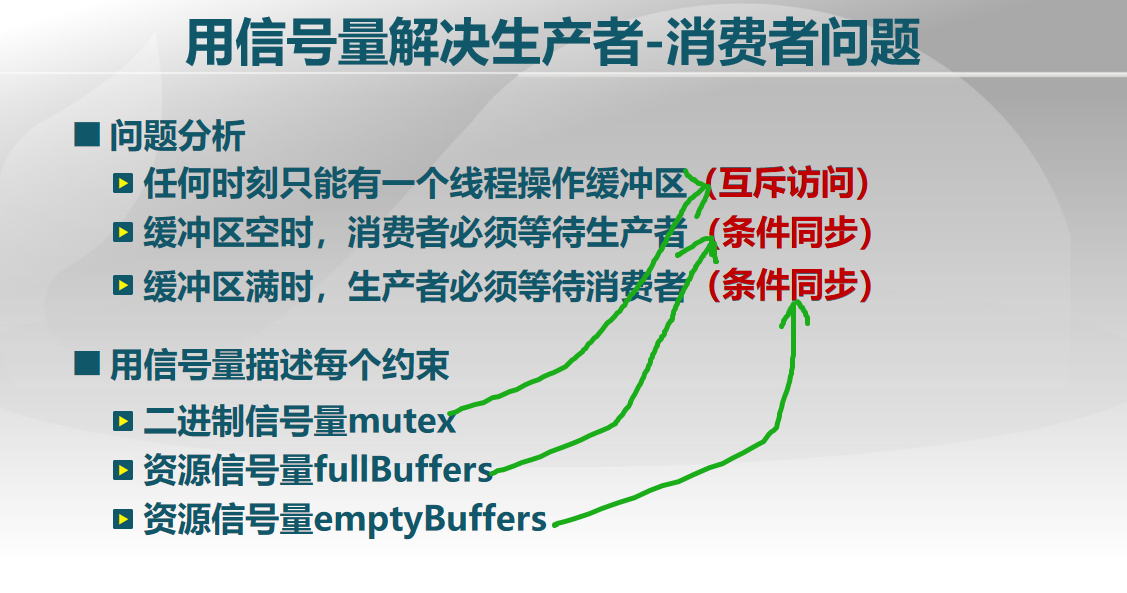 用信号量解决生产者-消费者问题
问题分析
任何时刻只能有一个线程操作缓冲区（互斥访问）
缓冲区空时，消费者必须等待生产者（条件同步）
缓冲区满时，生产者必须等待消费者（条件同步）
用信号量描述每个约束
二进制信号量mutex
资源信号量fullBuffers
资源信号量emptyBuffers